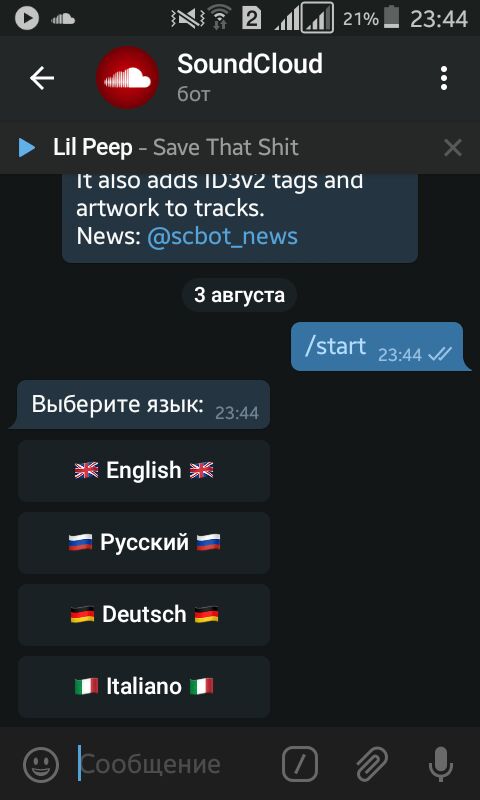 2 21% 23:44
SoundCloud
бот
Lil Peep - Save That Shit
It also adds ID3v2 tags and
artwork to tracks.
News: @scbot_news
3 августа
/start 23:44
Выберите язык: 23:44
English
Русский
Deutsch
Italiano
Сообщение